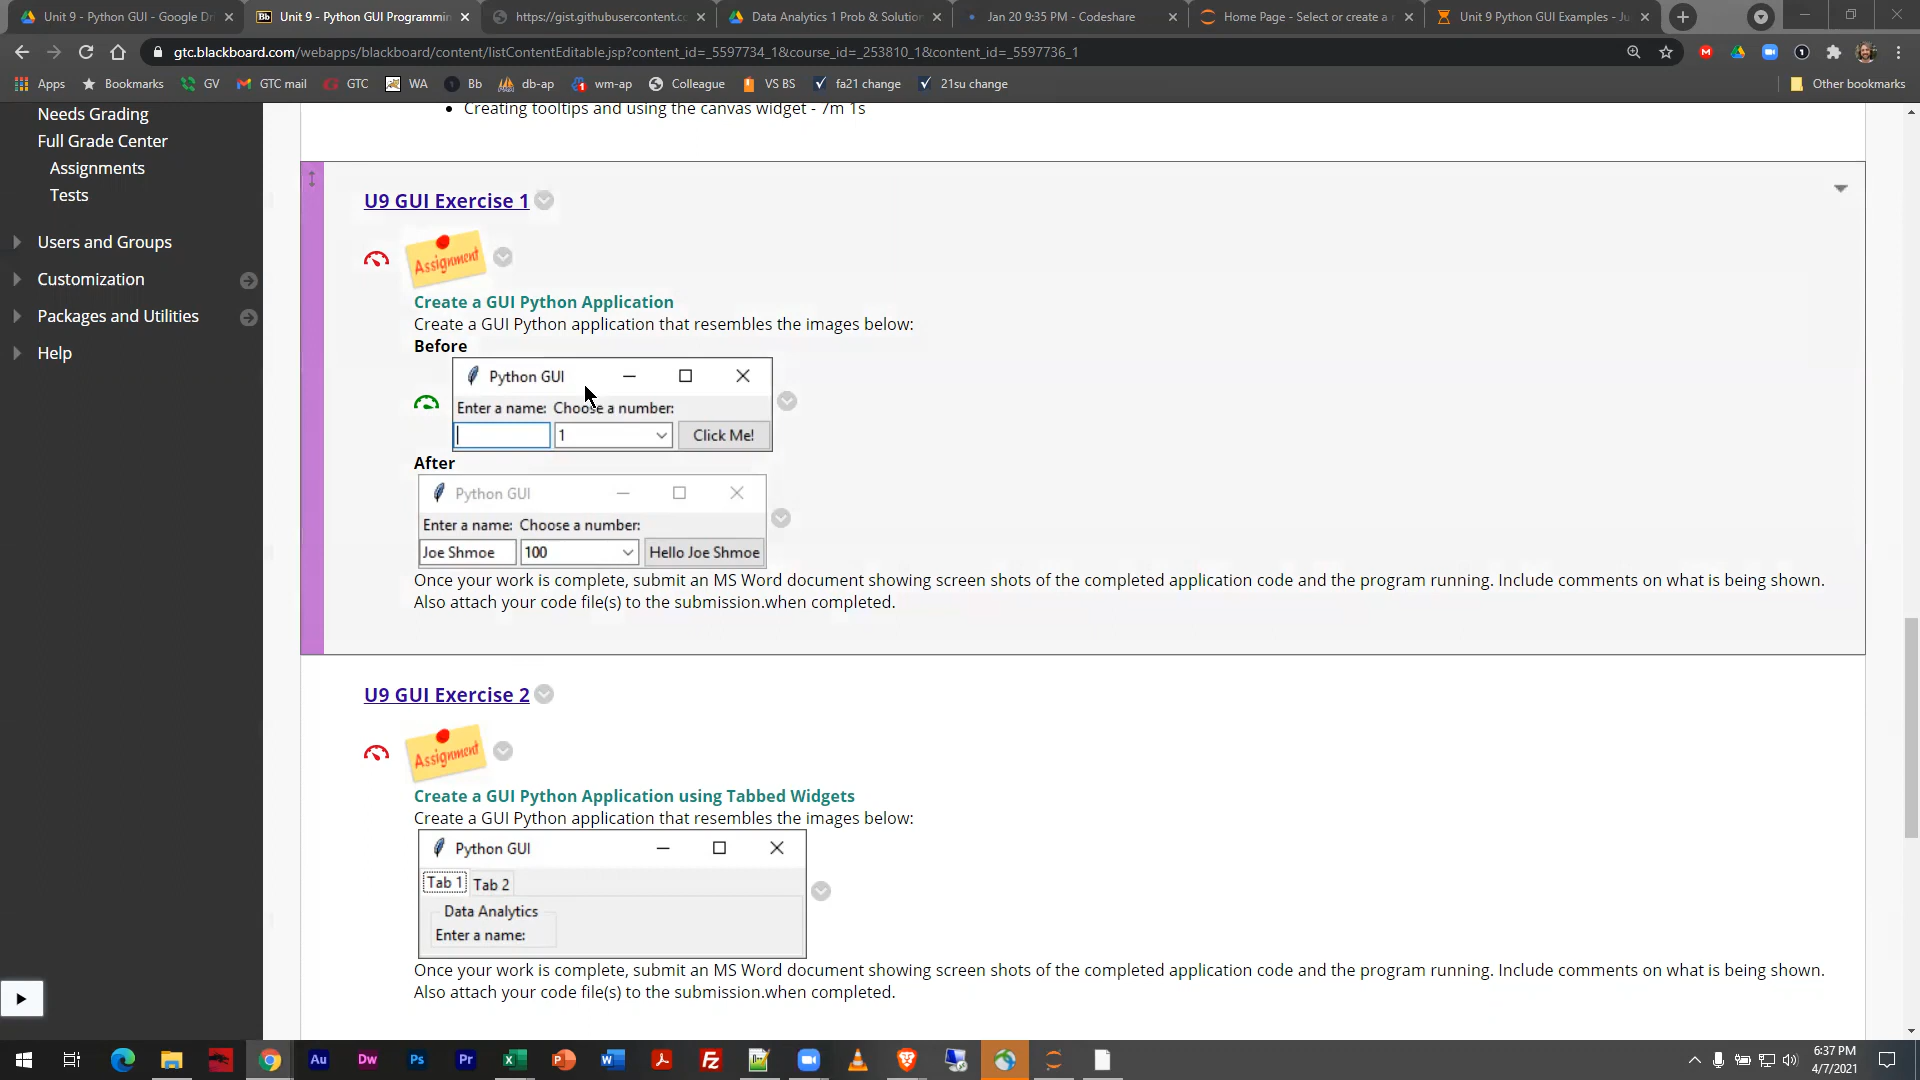 Unit 9 - Python GUI - Google Dri
Unit 9 - Python GUI Programmin
https://gist.githubusercontent.co
Data Analytics 1 Prob & Solution
Jan 20 9:35 PM - Codeshare
Home Page - Select or create a n
Unit 9 Python GUI Examples - Ju
gtc.blackboard.com/webapps/blackboard/content/listContentEditable.jsp?content_id=_5597734_1&course_id=_253810_1&content_id=_5597736_1
Apps
Bookmarks
GV
GTC mail
GTC
WA
Bb
db-ap
wm-ap
Colleague
VS BS
fa21 change
21su change
Other bookmarks
Needs Grading
Full Grade Center
Assignments
Tests
Users and Groups
Customization
Packages and Utilities
Help
• Creating tooltips and using the canvas widget - 7m 1s
U9 GUI Exercise 1
Assignment
Create a GUI Python Application
Create a GUI Python application that resembles the images below:
Before
Python GUI
Enter a name: Choose a number:
1
Click Me!
After
Python GUI
Enter a name: Choose a number:
Joe Shmoe 100 Hello Joe Shmoe
Once your work is complete, submit an MS Word document showing screen shots of the completed application code and the program running. Include comments on what is being shown.
Also attach your code file(s) to the submission.when completed.
U9 GUI Exercise 2
Assignment
Create a GUI Python Application using Tabbed Widgets
Create a GUI Python application that resembles the images below:
Python GUI
Tab 1 Tab 2
Data Analytics
Enter a name:
Once your work is complete, submit an MS Word document showing screen shots of the completed application code and the program running. Include comments on what is being shown.
Also attach your code file(s) to the submission.when completed.
Au
Dw
Ps
Pr
6:37 PM
4/7/2021